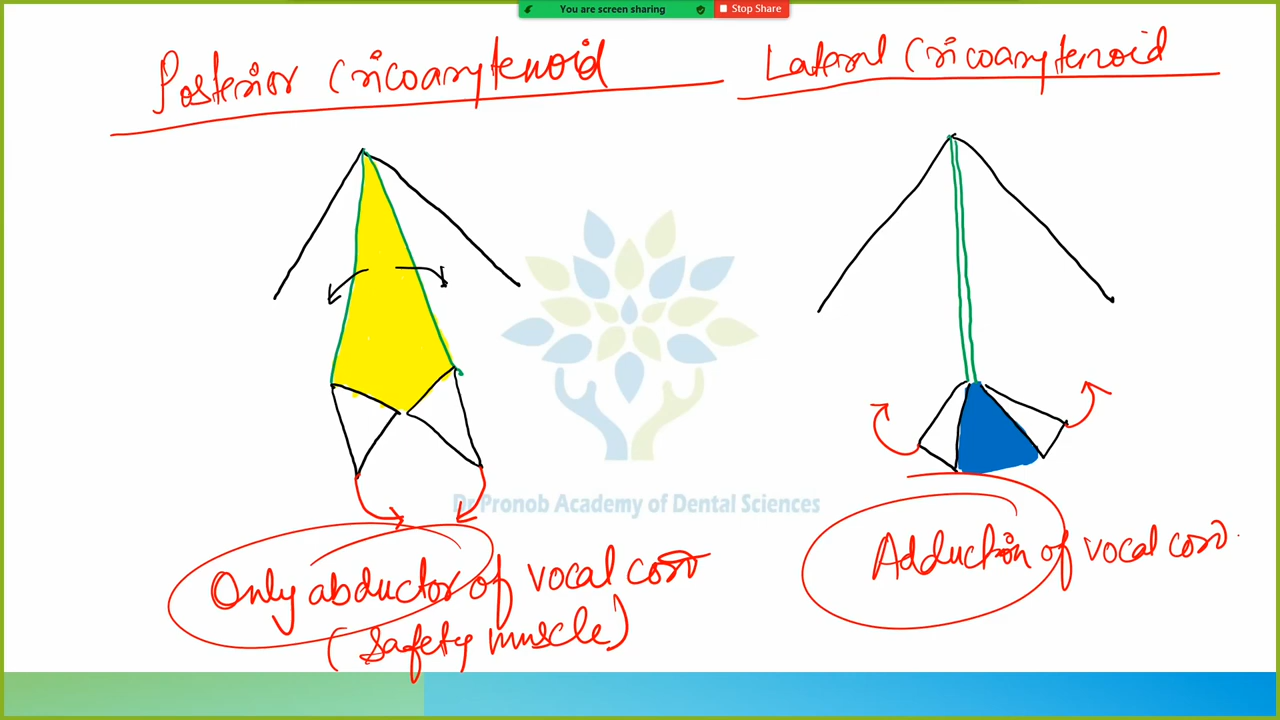 You are screen sharing
Stop Share
Posterior Cricoarytenoid
Lateral Cricoarytenoid
Dr Pronob Academy of Dental Sciences
Only abductor of vocal cord
(safety muscle)
Adduction of vocal cord.